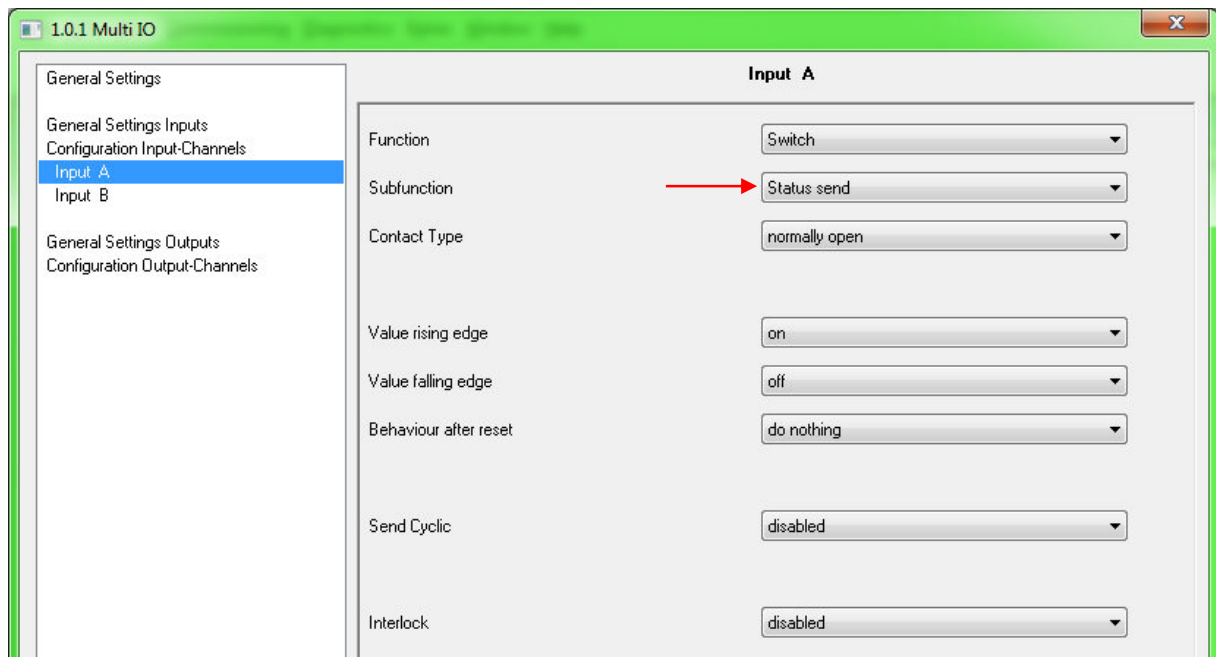 1.0.1 Multi IO
General Settings
General Settings Inputs
Configuration Input-Channels
Input A
Input B
General Settings Outputs
Configuration Output-Channels
Input A
Function Switch
Subfunction Status send
Contact Type normally open
Value rising edge on
Value falling edge off
Behaviour after reset do nothing
Send Cyclic disabled
Interlock disabled